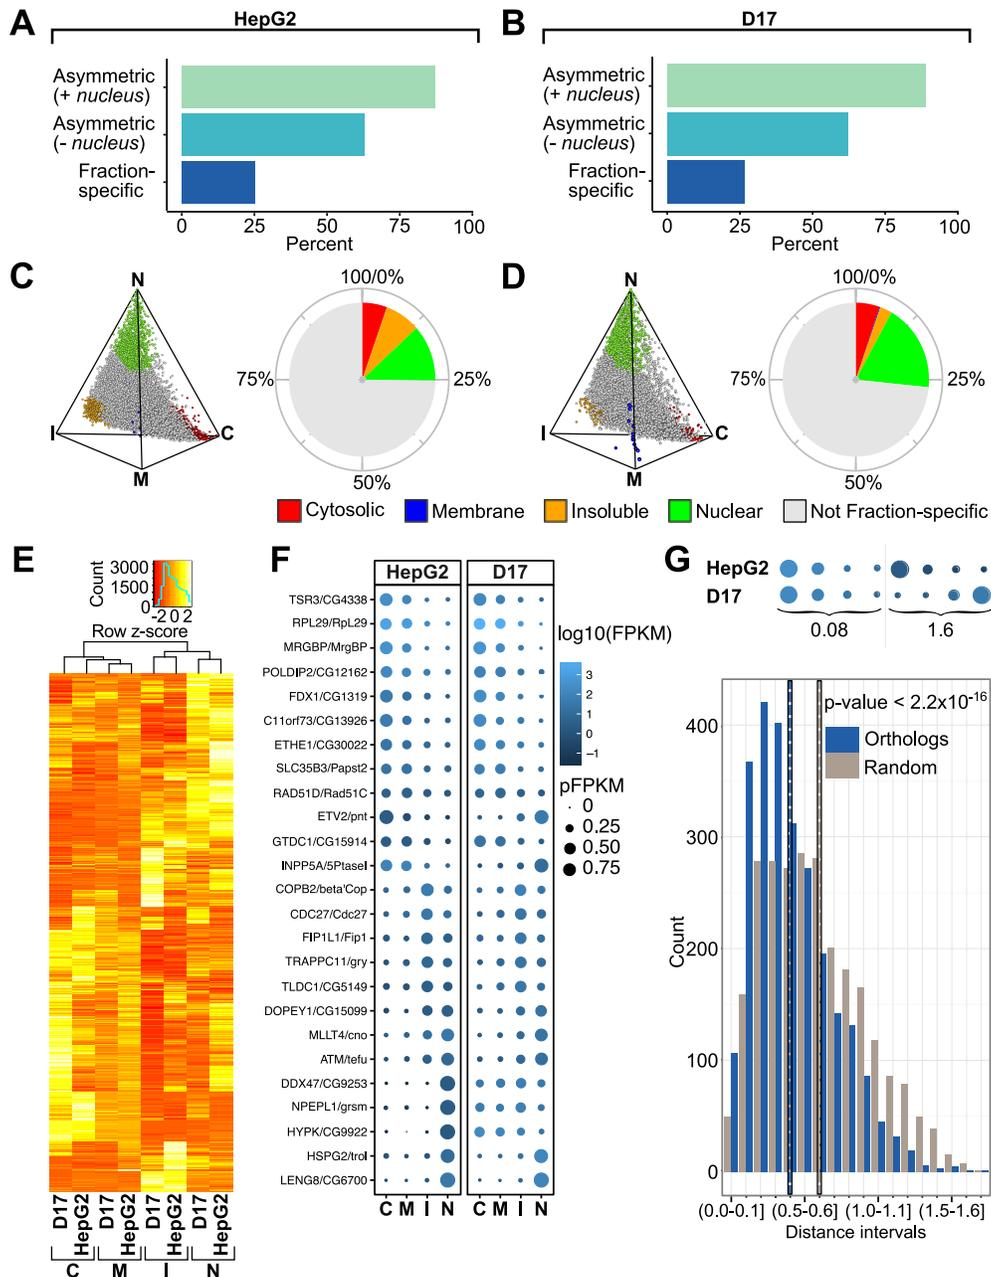 A
HepG2
Asymmetric
(+ nucleus)
Asymmetric
(- nucleus)
Fraction-
specific
0 25 50 75 100
Percent
B
D17
Asymmetric
(+ nucleus)
Asymmetric
(- nucleus)
Fraction-
specific
0 25 50 75 100
Percent
C
N
I
C
M
100/0%
75%
25%
50%
D
N
I
C
M
100/0%
75%
25%
50%
Cytosolic
Membrane
Insoluble
Nuclear
Not Fraction-specific
E
Count
3000
1500
0
-2 0 2
Row z-score
D17
HepG2
D17
HepG2
D17
HepG2
D17
HepG2
C M I N
F
HepG2 D17
TSR3/CG4338
RPL29/RpL29
MRGBP/MrgBP
POLDIP2/CG12162
FDX1/CG1319
C11orf73/CG13926
ETHE1/CG30022
SLC35B3/Papst2
RAD51D/Rad51C
ETV2/pnt
GTDC1/CG15914
INPP5A/5PtaseI
COPB2/beta'Cop
CDC27/Cdc27
FIP1L1/Fip1
TRAPPC11/gry
TLDC1/CG5149
DOPEY1/CG15099
MLLT4/cno
ATM/tefu
DDX47/CG9253
NPEPL1/grsm
HYPK/CG9922
HSPG2/trol
LENG8/CG6700
C M I N C M I N
log10(FPKM)
3
2
1
0
−1
pFPKM
0
0.25
0.50
0.75
G
HepG2
D17
0.08 1.6
p-value < 2.2x10-16
Orthologs
Random
Count
400
300
200
100
0
(0.0-0.1] (0.5-0.6] (1.0-1.1] (1.5-1.6]
Distance intervals